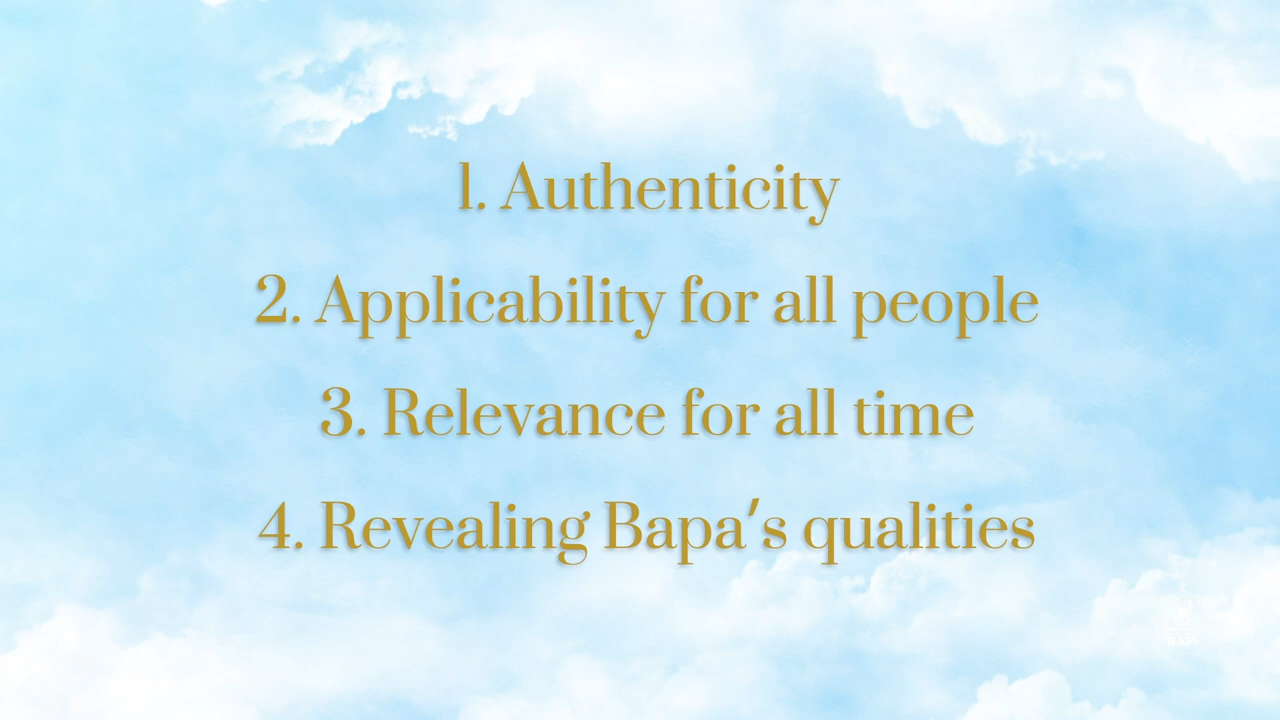 1. Authenticity
2. Applicability for all people
3. Relevance for all time
4. Revealing Bapa's qualities